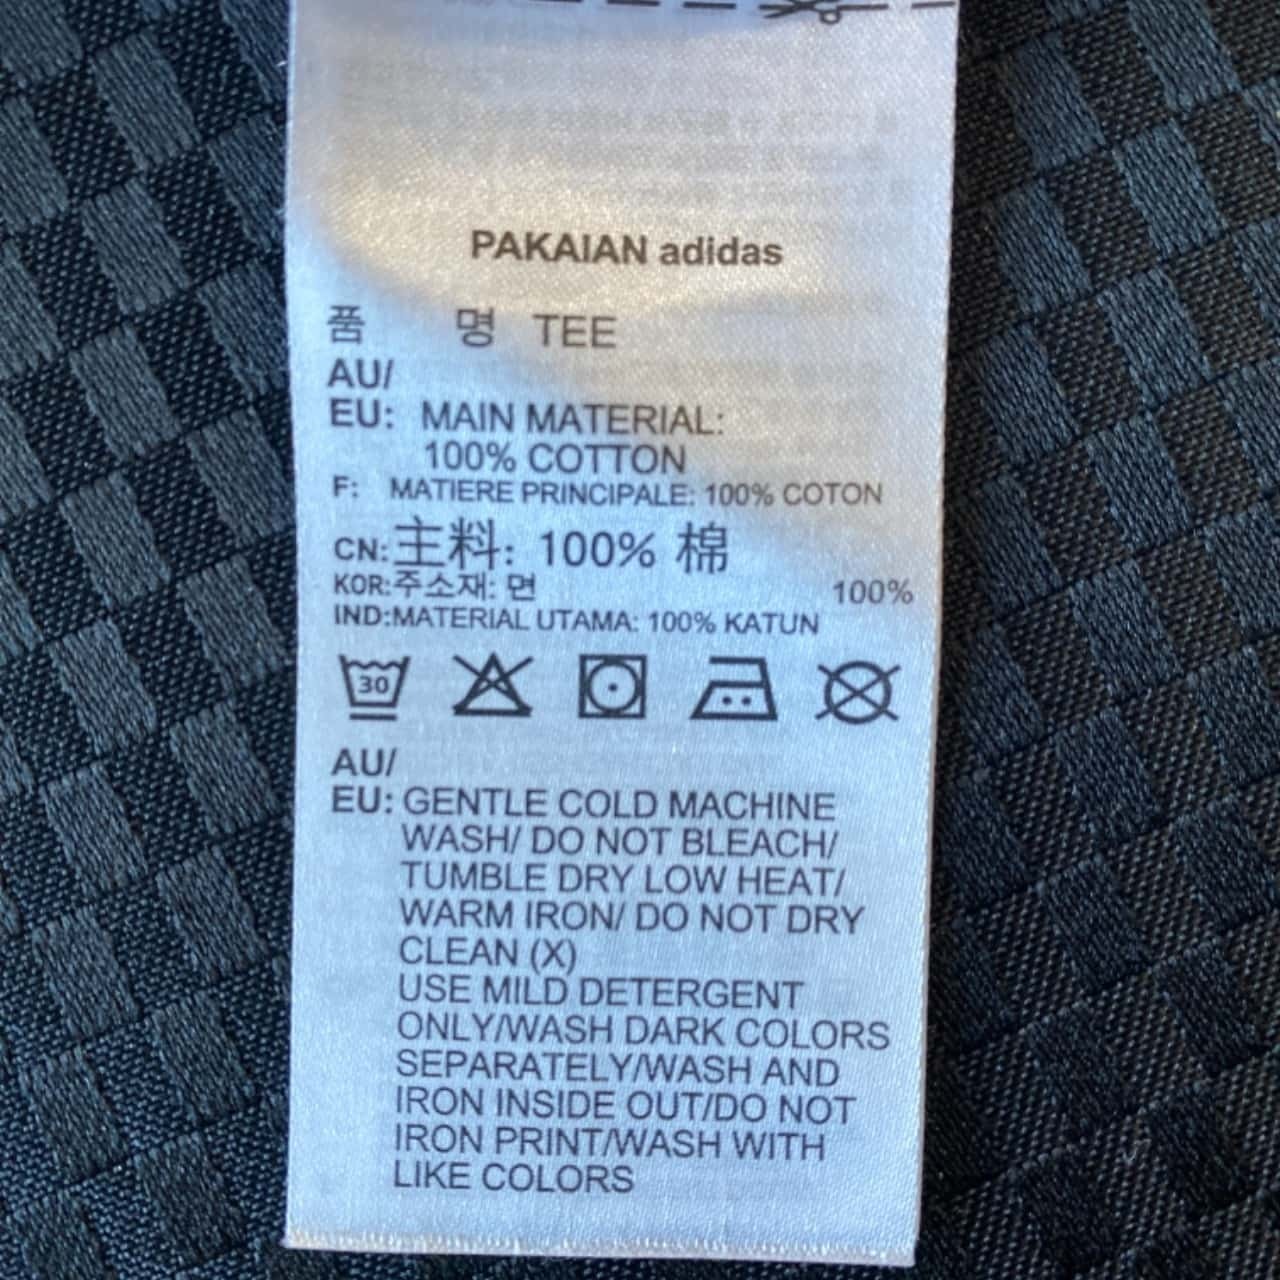 PAKAIAN adidas
품 명 TEE
AU/
EU: MAIN MATERIAL:
100% COTTON
F: MATIERE PRINCIPALE: 100% COTON
CN:主料: 100% 棉
KOR:주소재: 면 100%
IND:MATERIAL UTAMA: 100% KATUN
30
AU/
EU: GENTLE COLD MACHINE
WASH/ DO NOT BLEACH/
TUMBLE DRY LOW HEAT/
WARM IRON/ DO NOT DRY
CLEAN (X)
USE MILD DETERGENT
ONLY/WASH DARK COLORS
SEPARATELY/WASH AND
IRON INSIDE OUT/DO NOT
IRON PRINT/WASH WITH
LIKE COLORS